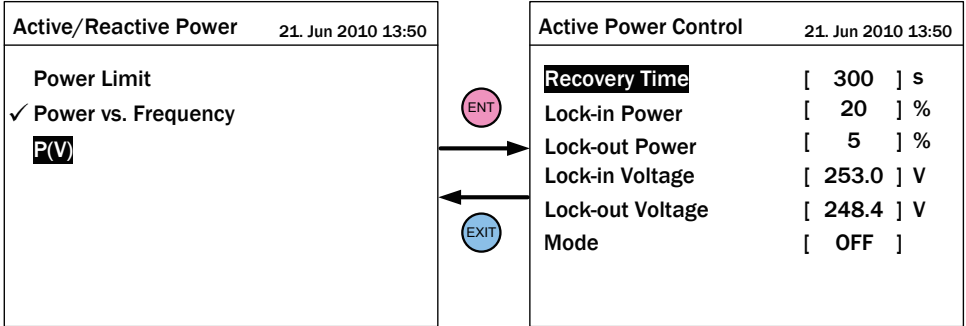 Active/Reactive Power 21. Jun 2010 13:50
Power Limit
✓ Power vs. Frequency
P(V)
ENT
EXIT
Active Power Control 21. Jun 2010 13:50
Recovery Time [ 300 ] s
Lock-in Power [ 20 ] %
Lock-out Power [ 5 ] %
Lock-in Voltage [ 253.0 ] V
Lock-out Voltage [ 248.4 ] V
Mode [ OFF ]